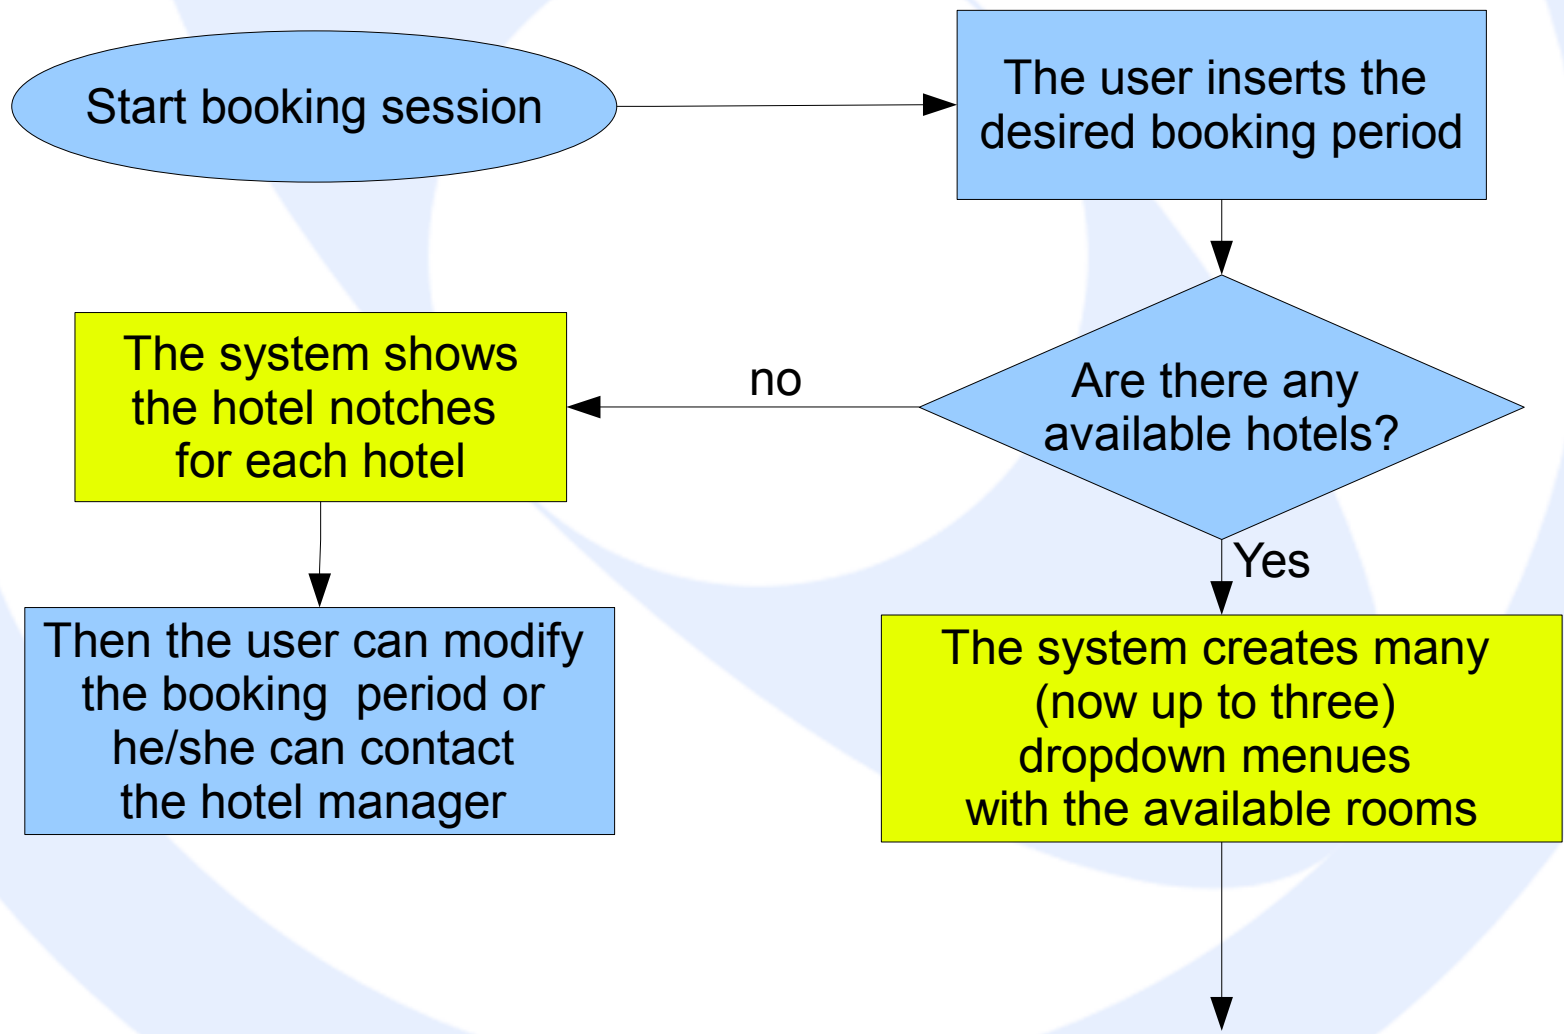 Start booking session
The user inserts the
desired booking period
Are there any
available hotels?
no
The system shows
the hotel notches
for each hotel
Then the user can modify
the booking  period or
he/she can contact
the hotel manager
Yes
The system creates many
(now up to three)
dropdown menues
with the available rooms